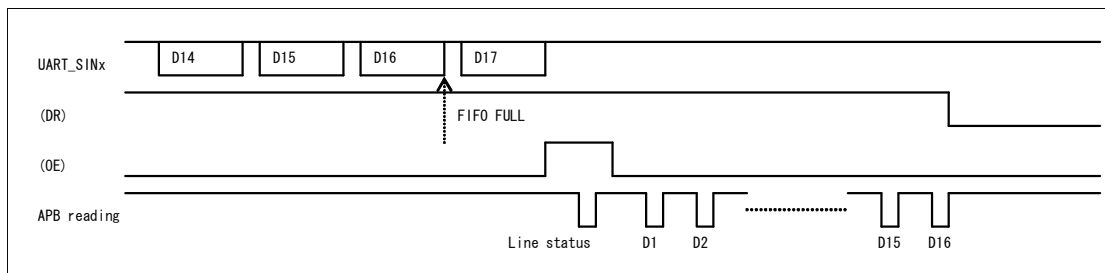 UART_SINx
D14 D15 D16 D17
(DR)
FIFO FULL
(OE)
APB reading
Line status D1 D2 D15 D16